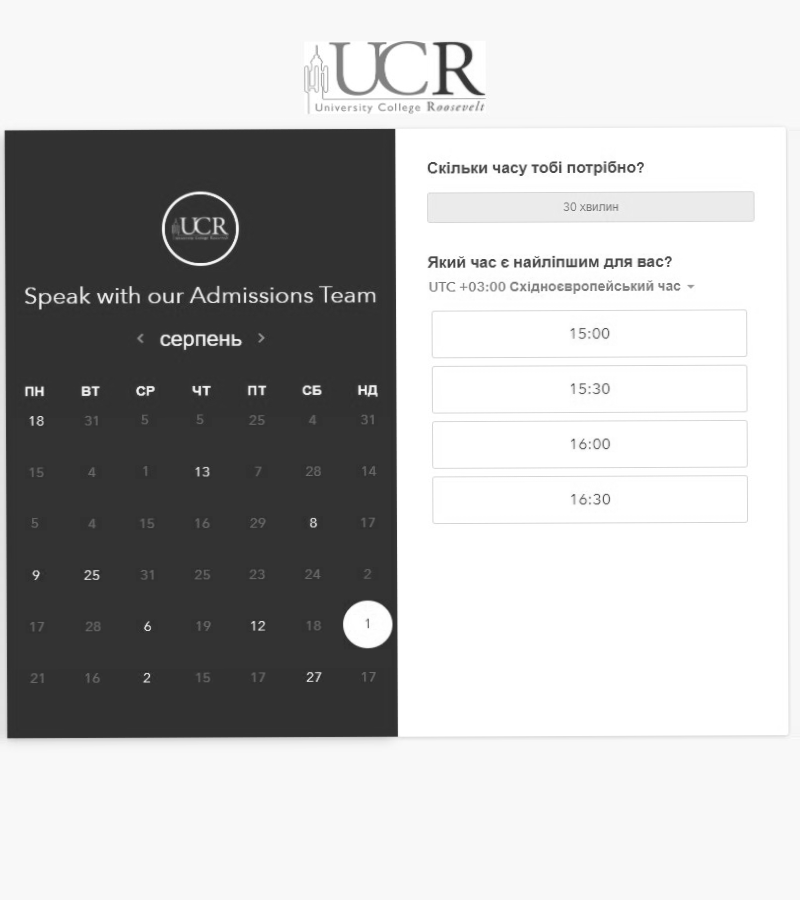 UCR
University College Roosevelt
UCR
Speak with our Admissions Team
‹ серпень ›
ПН ВТ СР ЧТ ПТ СБ НД
18 31 5 5 25 4 31
15 4 1 13 7 28 14
5 4 15 16 29 8 17
9 25 31 25 23 24 2
17 28 6 19 12 18 1
21 16 2 15 17 27 17
Скільки часу тобі потрібно?
30 хвилин
Який час є найліпшим для вас?
UTC +03:00 Східноєвропейський час
15:00
15:30
16:00
16:30